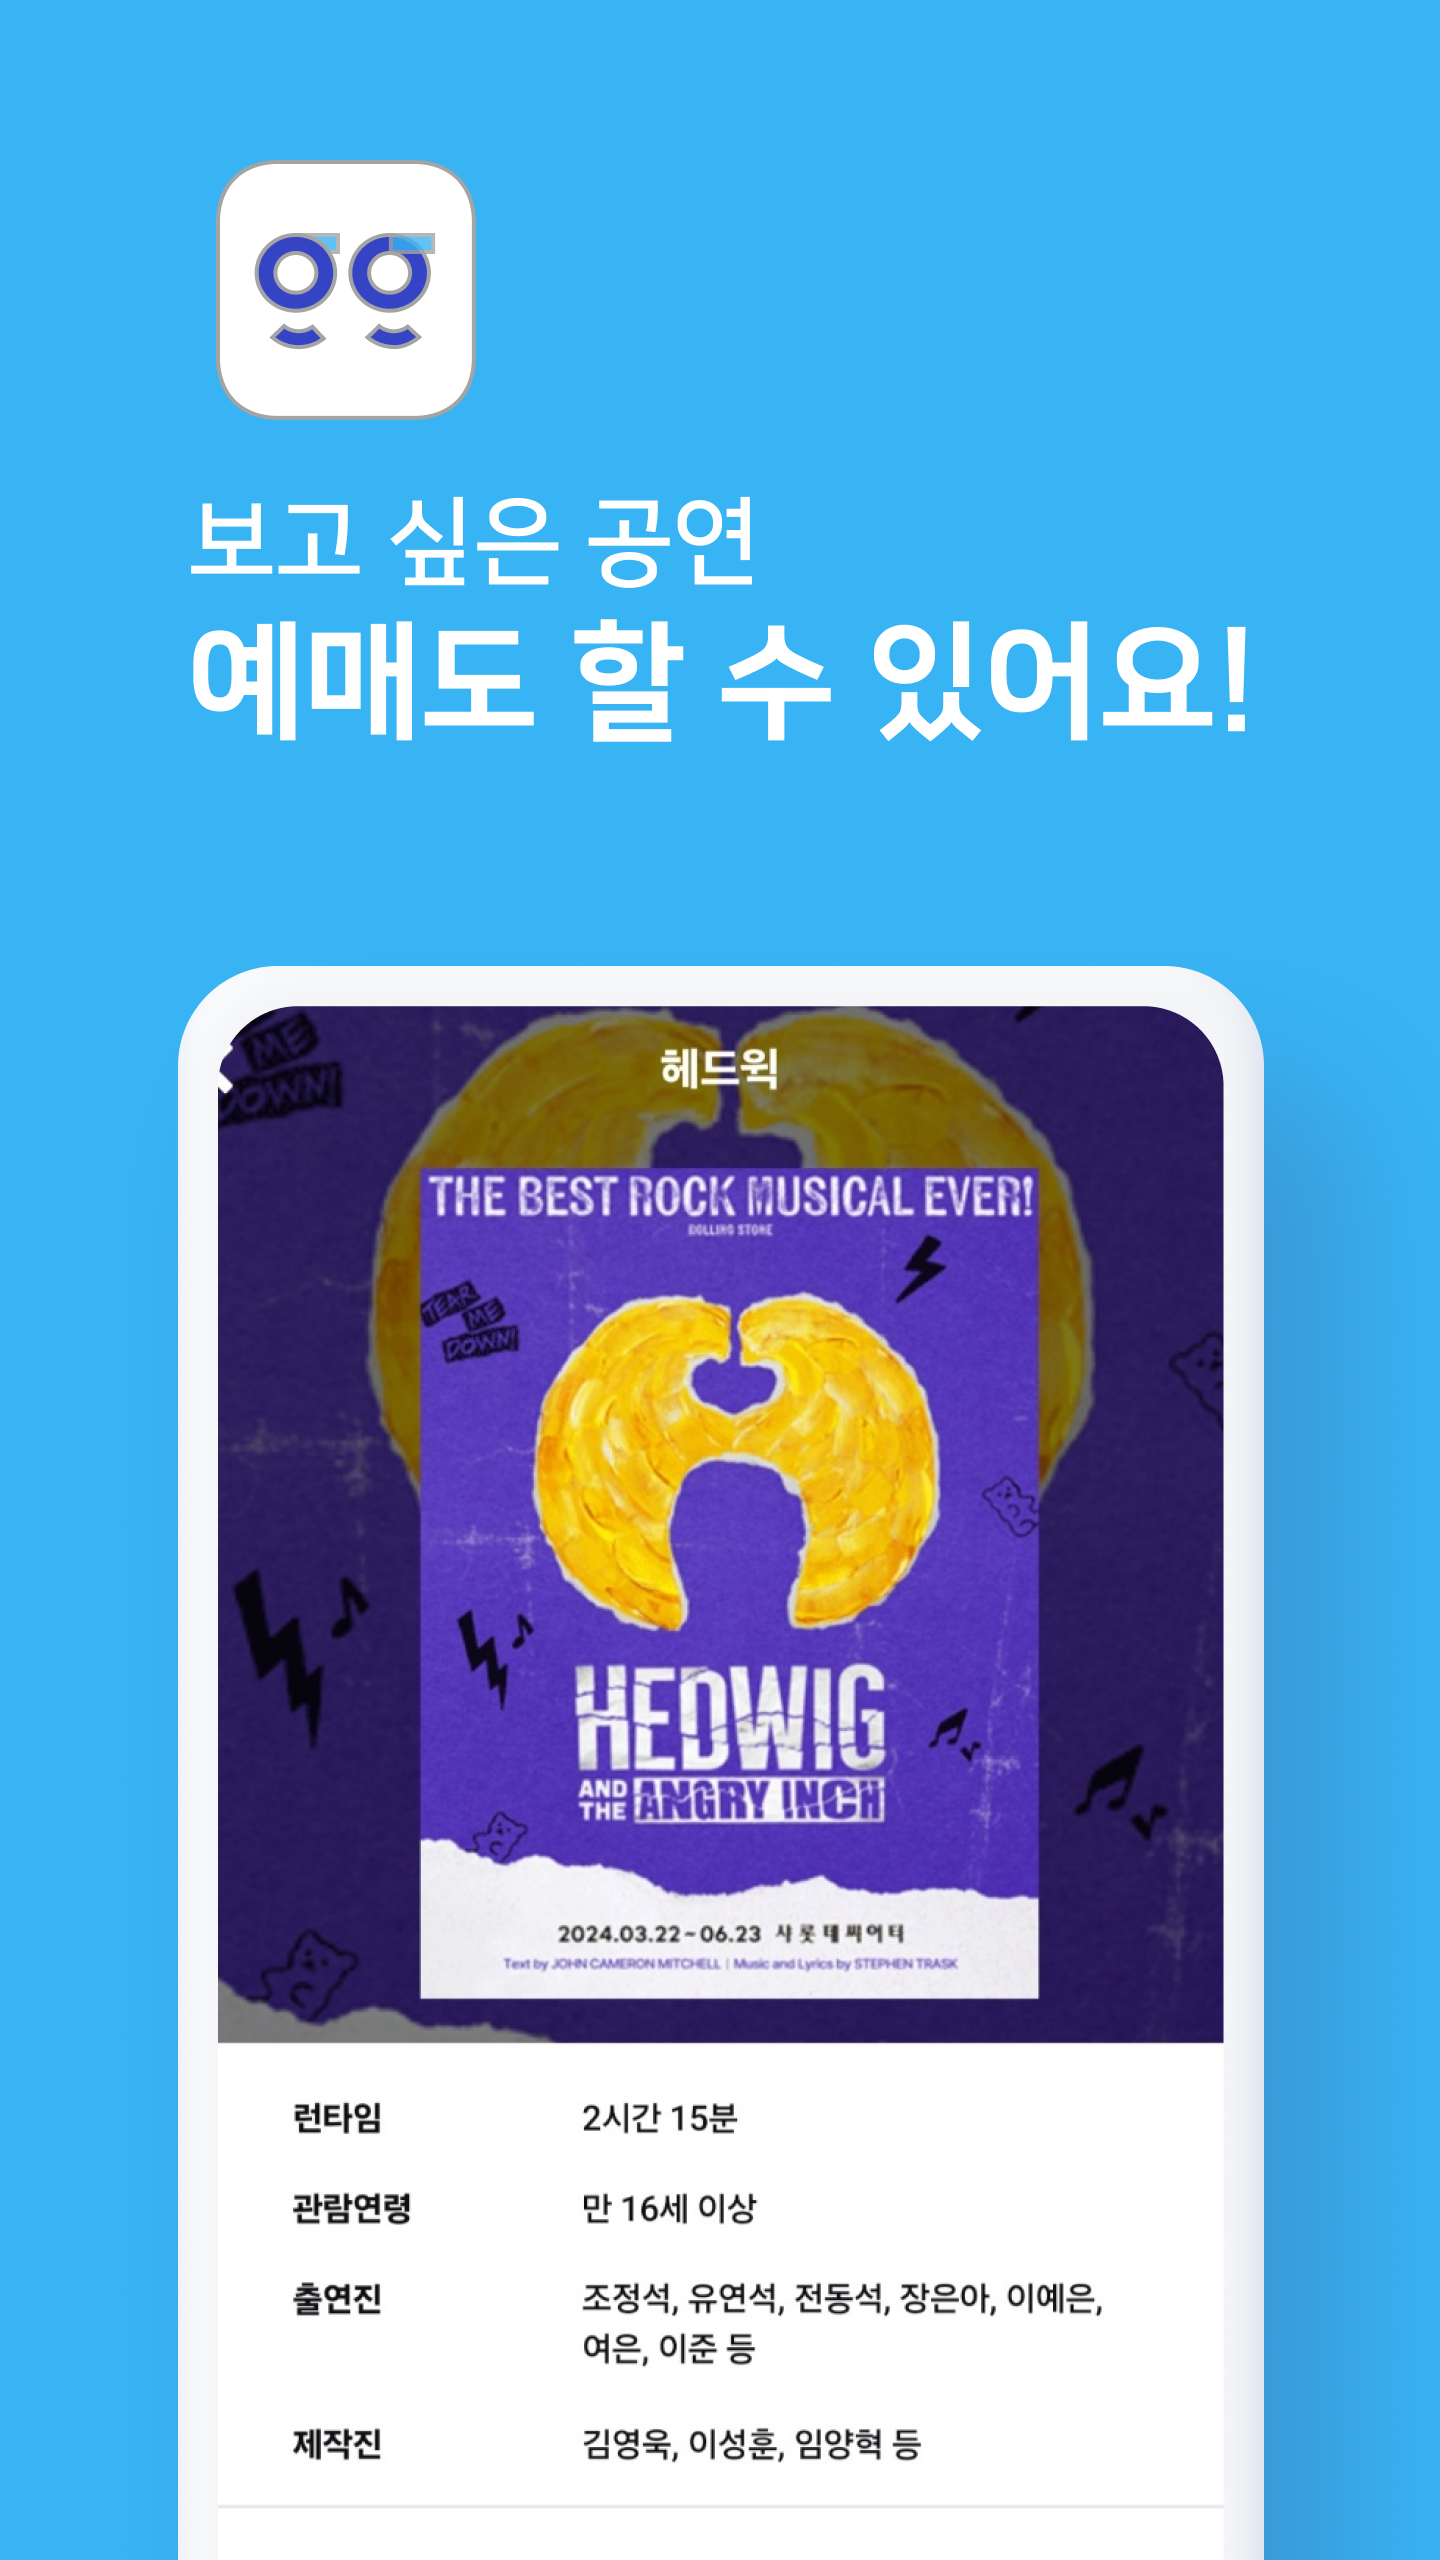 gg
보고 싶은 공연
예매도 할 수 있어요!
ME
DOWN!
헤드윅
THE BEST ROCK MUSICAL EVER!
ROLLING STONE
TEAR
ME
DOWN!
HEDWIG
AND THE ANGRY INCH
2024.03.22~06.23 샤롯데씨어터
Text by JOHN CAMERON MITCHELL | Music and Lyrics by STEPHEN TRASK
런타임 2시간 15분
관람연령 만 16세 이상
출연진 조정석, 유연석, 전동석, 장은아, 이예은,
여은, 이준 등
제작진 김영욱, 이성훈, 임양혁 등